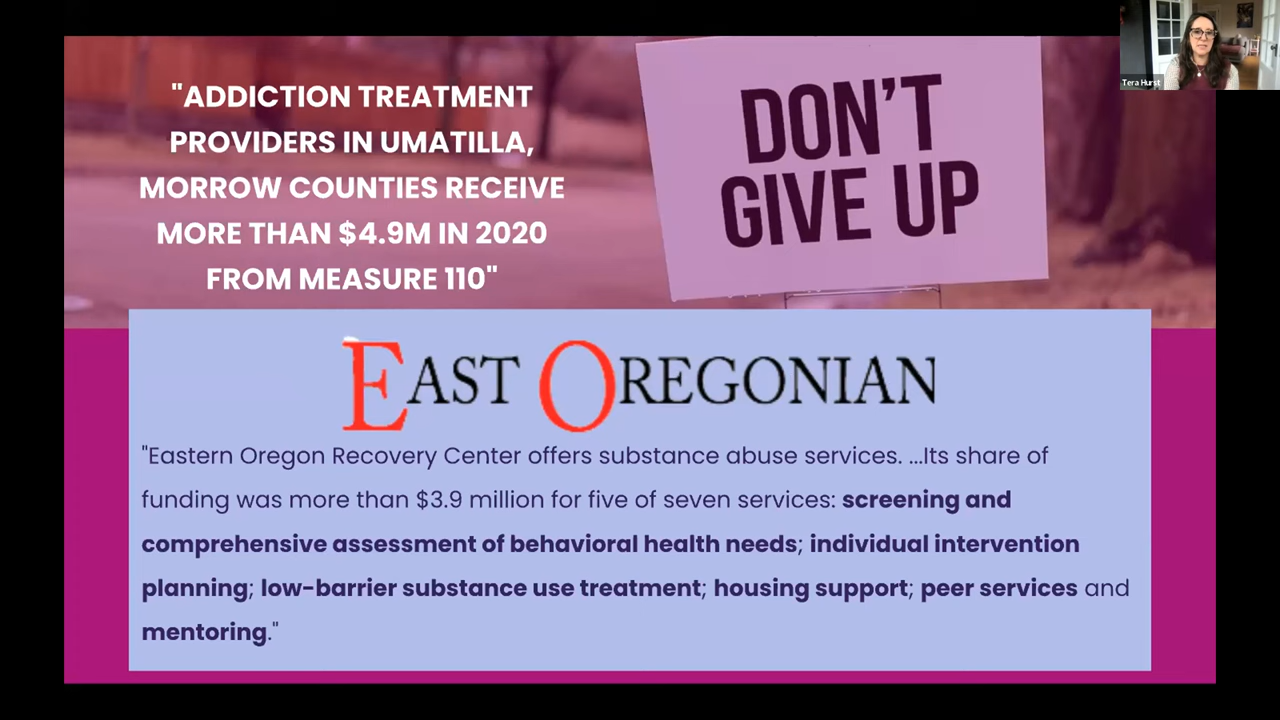 "ADDICTION TREATMENT
PROVIDERS IN UMATILLA,
MORROW COUNTIES RECEIVE
MORE THAN $4.9M IN 2020
FROM MEASURE 110"
DON'T
GIVE UP
Tera Hurst
EAST OREGONIAN
"Eastern Oregon Recovery Center offers substance abuse services. ...Its share of
funding was more than $3.9 million for five of seven services: screening and
comprehensive assessment of behavioral health needs; individual intervention
planning; low-barrier substance use treatment; housing support; peer services and
mentoring."